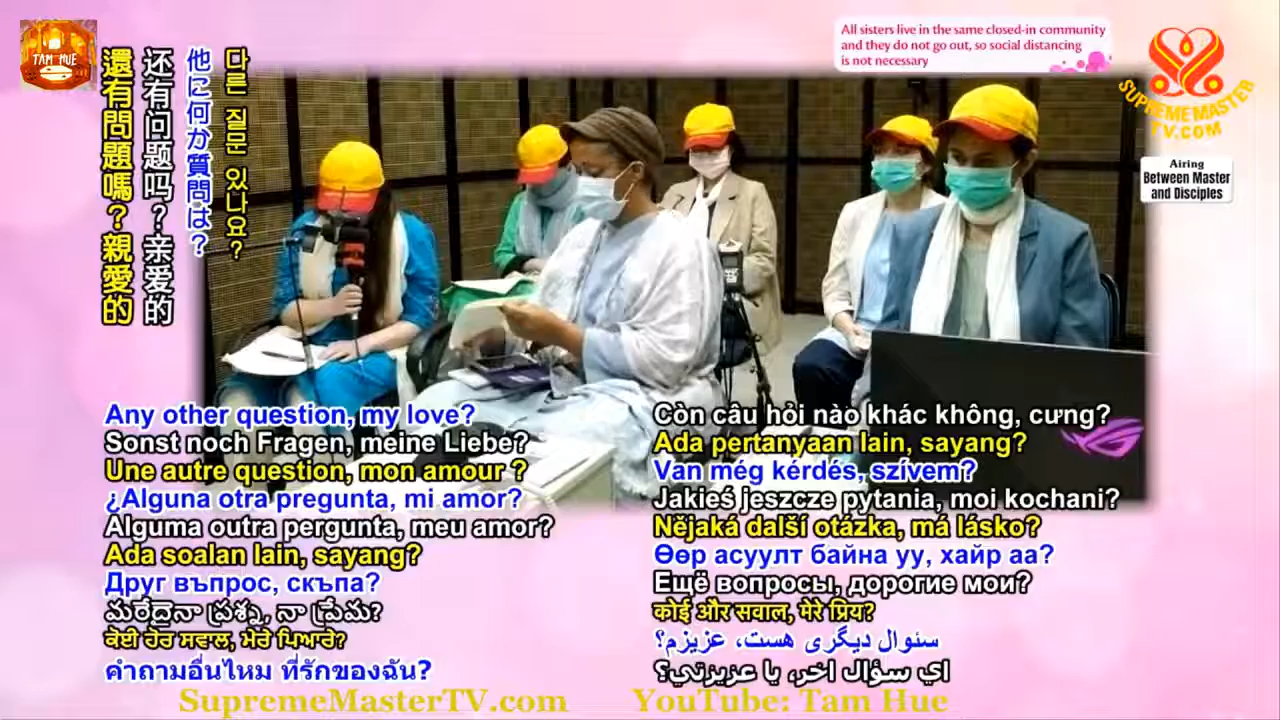 TAM HUE
還有問題嗎？親愛的
还有问题吗？亲爱的
他に何か質問は？
다른 질문 있나요?
All sisters live in the same closed-in community
and they do not go out, so social distancing
is not necessary
SUPREME MASTER
TV.COM
Airing
Between Master
and Disciples
Any other question, my love?
Sonst noch Fragen, meine Liebe?
Une autre question, mon amour ?
¿Alguna otra pregunta, mi amor?
Alguma outra pergunta, meu amor?
Ada soalan lain, sayang?
Друг въпрос, скъпа?
మరేదైనా ప్రశ్న, నా ప్రేమ?
ਕੋਈ ਹੋਰ ਸਵਾਲ, ਮੇਰੇ ਪਿਆਰੇ?
คำถามอื่นไหม ที่รักของฉัน?
Còn câu hỏi nào khác không, cưng?
Ada pertanyaan lain, sayang?
Van még kérdés, szívem?
Jakieś jeszcze pytania, moi kochani?
Nějaká další otázka, má lásko?
Өөр асуулт байна уу, хайр аа?
Ещё вопросы, дорогие мои?
कोई और सवाल, मेरे प्रिय?
سئوال دیگری هست، عزیزم؟
اي سؤال اخر، يا عزيزتي؟
SupremeMasterTV.com
YouTube: Tam Hue